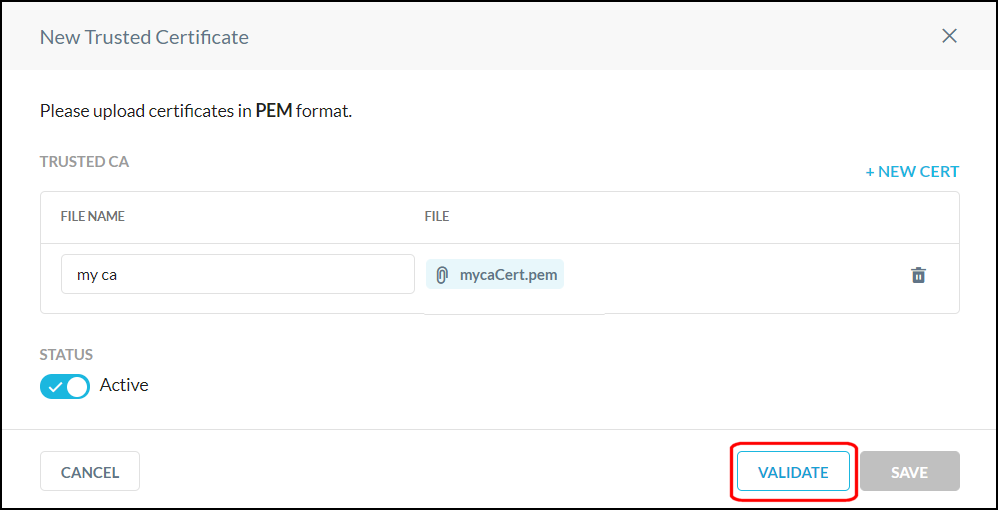 New Trusted Certificate
Please upload certificates in PEM format.
TRUSTED CA
+ NEW CERT
FILE NAME FILE
my ca mycaCert.pem
STATUS
Active
CANCEL VALIDATE SAVE